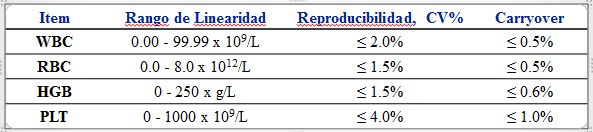 Item Rango de Linearidad Reproducibilidad, CV% Carryover
WBC 0.00 - 99.99 x 10⁹/L ≤ 2.0% ≤ 0.5%
RBC 0.0 - 8.0 x 10¹²/L ≤ 1.5% ≤ 0.5%
HGB 0 - 250 x g/L ≤ 1.5% ≤ 0.6%
PLT 0 - 1000 x 10⁹/L ≤ 4.0% ≤ 1.0%